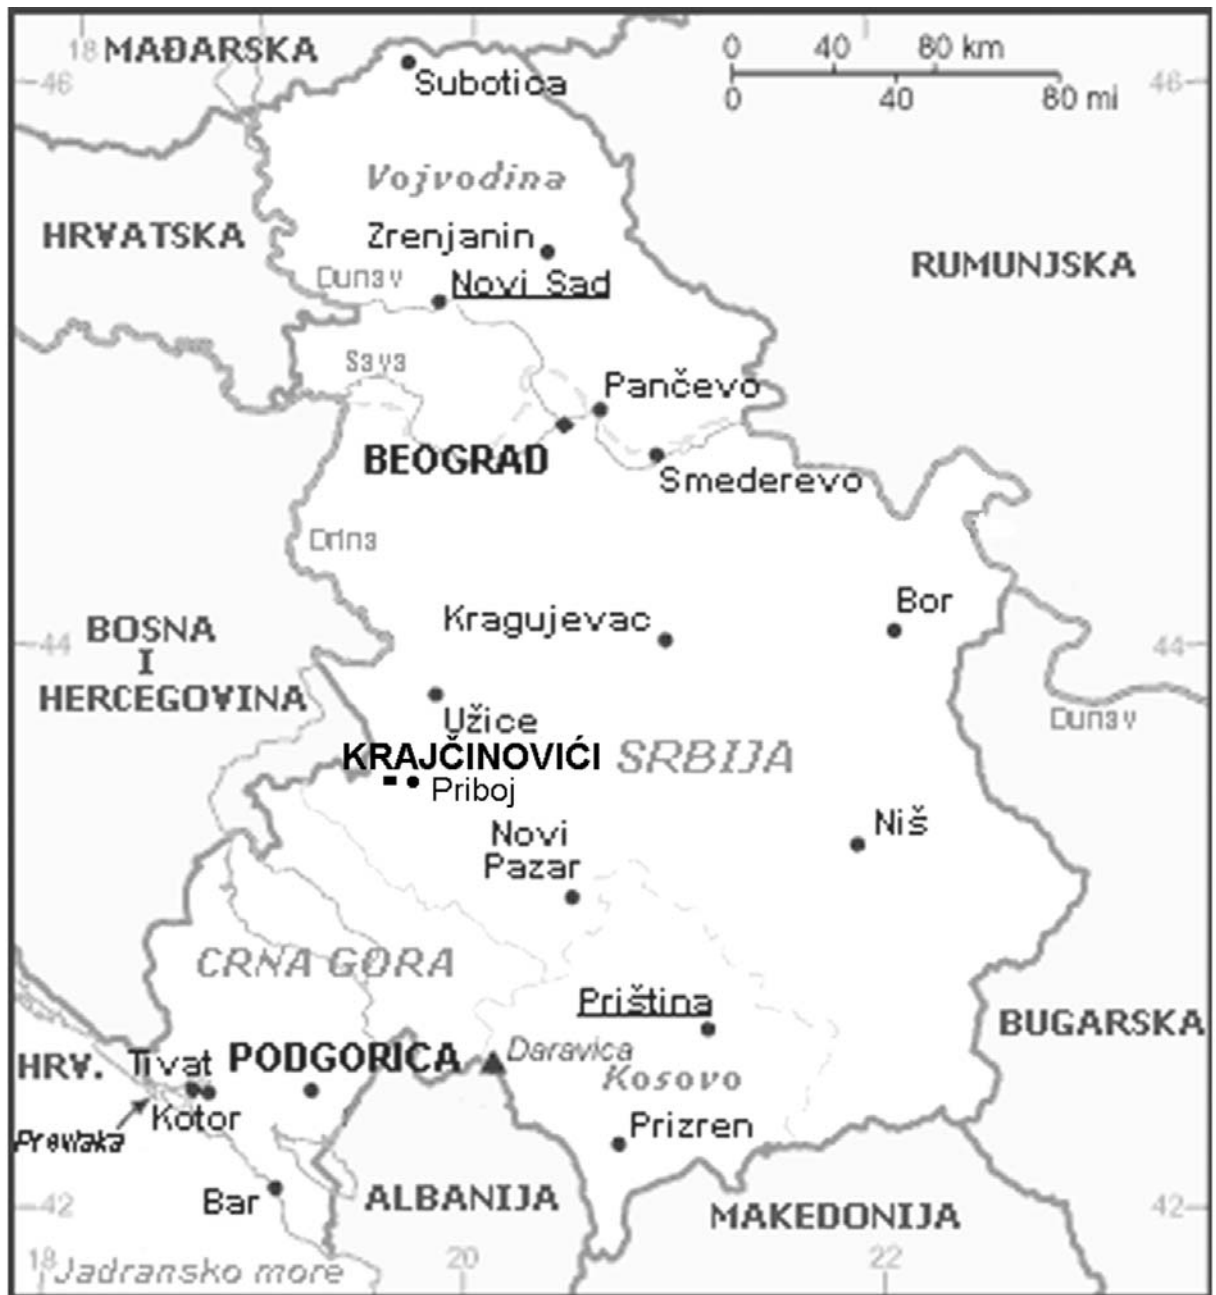 18
MAĐARSKA
0 40 80 km
46
Subotica
0 40 80 mi
46
Vojvodina
HRVATSKA
Zrenjanin
RUMUNJSKA
Dunav
Novi Sad
Sava
Pančevo
BEOGRAD
Smederevo
Drina
Bor
Kragujevac
BOSNA
I
HERCEGOVINA
44
44
Užice
Dunav
KRAJČINOVIĆI
SRBIJA
Priboj
Novi
Pazar
Niš
CRNA GORA
Priština
BUGARSKA
HRV.
Tivat
PODGORICA
Daravica
Kosovo
Kotor
Prevlaka
Prizren
Bar
ALBANIJA
MAKEDONIJA
42
42
18
Jadransko more
20
22